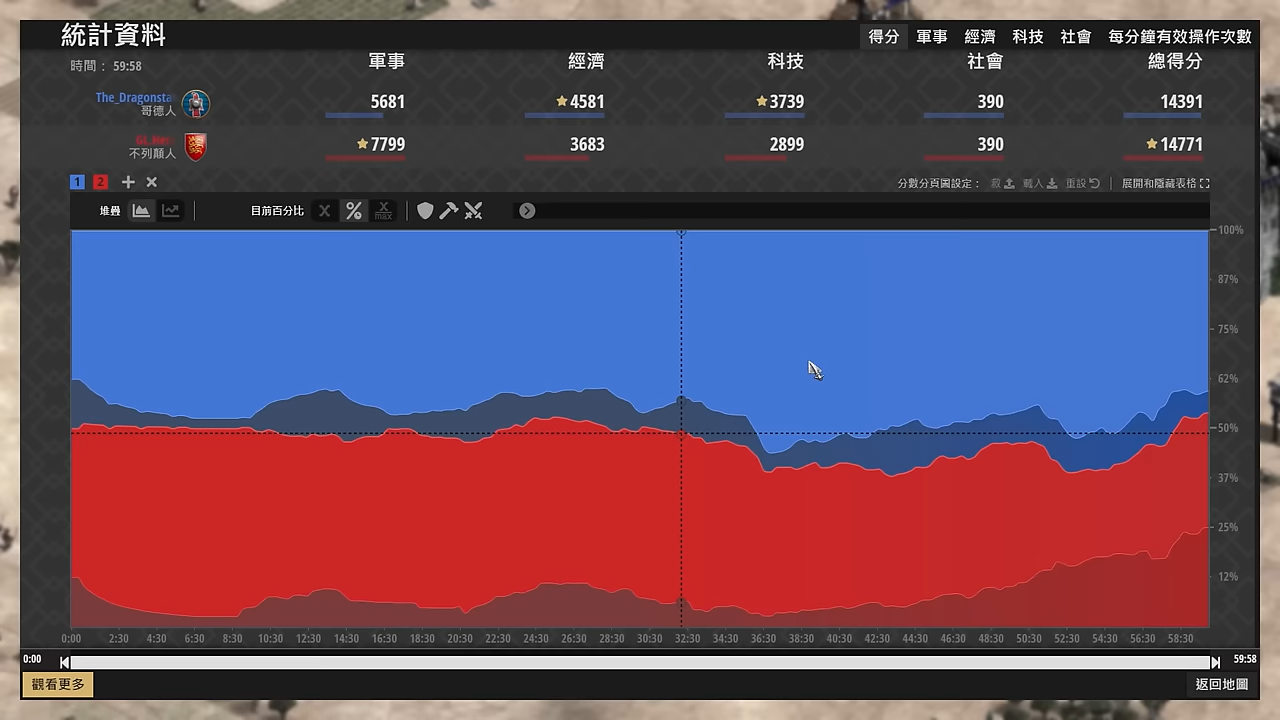 統計資料
得分 軍事 經濟 科技 社會 每分鐘有效操作次數
時間： 59:58 軍事 經濟 科技 社會 總得分
The_Dragonsta 5681 4581 3739 390 14391
哥德人
7799 3683 2899 390 14771
不列顛人
1 2 分數分頁圖設定： 載入 重設 展開和隱藏表格
堆疊 目前百分比 X % X max
100%
87%
75%
62%
50%
37%
25%
12%
0:00 2:30 4:30 6:30 8:30 10:30 12:30 14:30 16:30 18:30 20:30 22:30 24:30 26:30 28:30 30:30 32:30 34:30 36:30 38:30 40:30 42:30 44:30 46:30 48:30 50:30 52:30 54:30 56:30 58:30
0:00 59:58
觀看更多 返回地圖